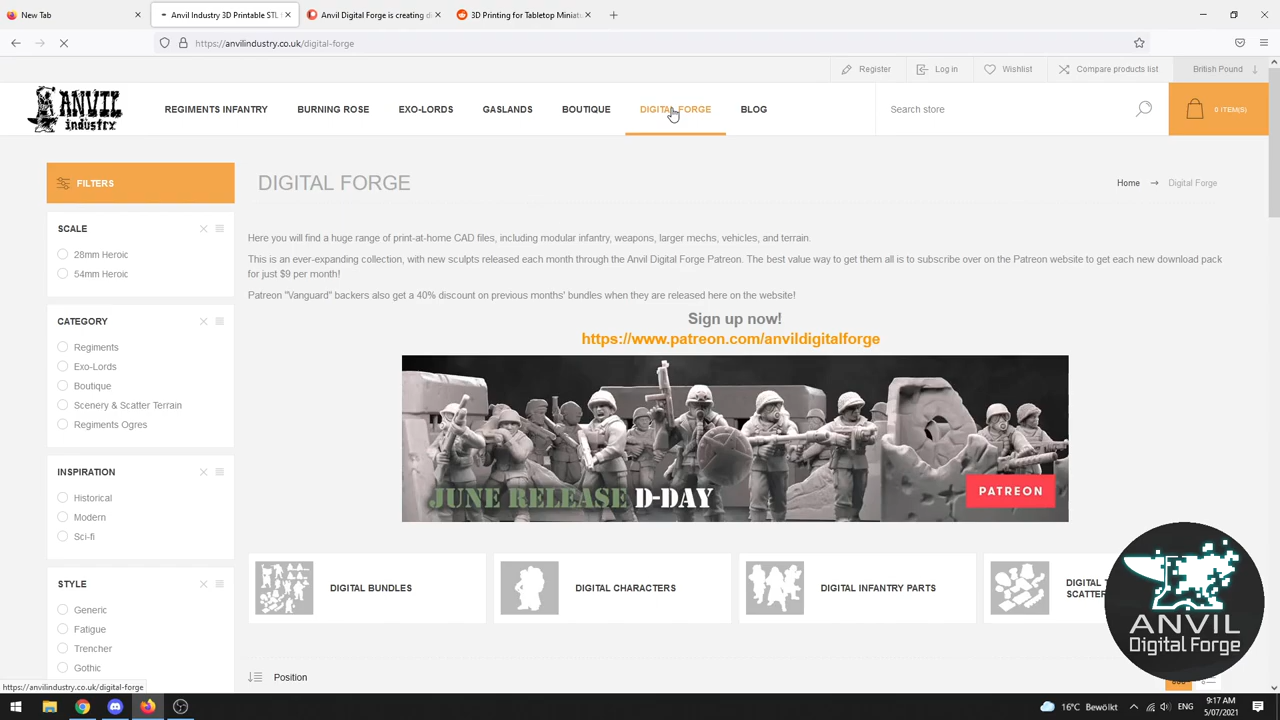 New Tab
Anvil Industry 3D Printable STL
Anvil Digital Forge is creating di
3D Printing for Tabletop Miniat
https://anvilindustry.co.uk/digital-forge
Register
Log in
Wishlist
Compare products list
British Pound
ANVIL
industry
REGIMENTS INFANTRY
BURNING ROSE
EXO-LORDS
GASLANDS
BOUTIQUE
DIGITAL FORGE
BLOG
Search store
0 ITEM(S)
FILTERS
DIGITAL FORGE
Home
Digital Forge
SCALE
28mm Heroic
54mm Heroic
Here you will find a huge range of print-at-home CAD files, including modular infantry, weapons, larger mechs, vehicles, and terrain.
This is an ever-expanding collection, with new sculpts released each month through the Anvil Digital Forge Patreon. The best value way to get them all is to subscribe over on the Patreon website to get each new download pack
for just $9 per month!
Patreon "Vanguard" backers also get a 40% discount on previous months' bundles when they are released here on the website!
Sign up now!
https://www.patreon.com/anvildigitalforge
CATEGORY
Regiments
Exo-Lords
Boutique
Scenery & Scatter Terrain
Regiments Ogres
JUNE RELEASE D-DAY
PATREON
INSPIRATION
Historical
Modern
Sci-fi
STYLE
Generic
Fatigue
Trencher
Gothic
DIGITAL BUNDLES
DIGITAL CHARACTERS
DIGITAL INFANTRY PARTS
DIGITAL
SCATTER
ANVIL
Digital Forge
Position
https://anvilindustry.co.uk/digital-forge
16°C Bewölkt
ENG
9:17 AM
5/07/2021